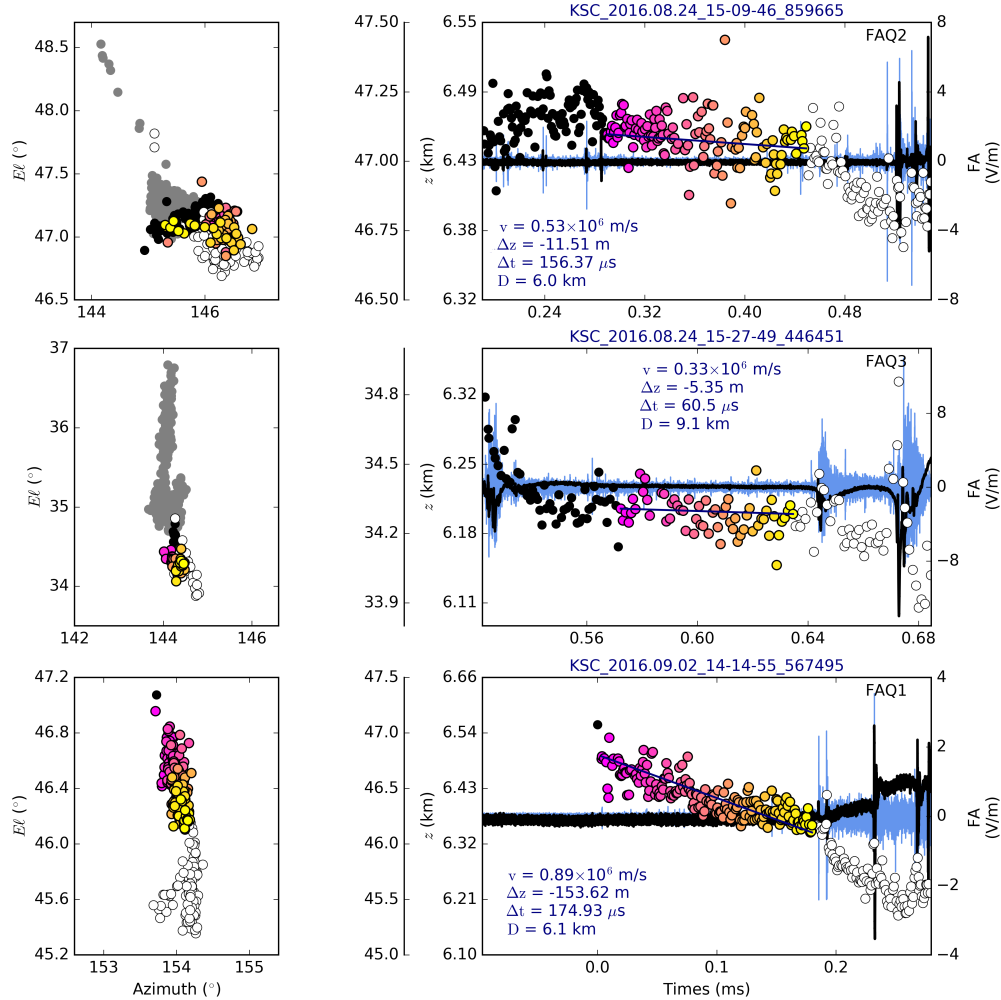 KSC_2016.08.24_15-09-46_859665
48.5
48.0
47.5
47.0
46.5
Eℓ (°)
144
146
47.50
47.25
47.00
46.75
46.50
6.55
6.49
6.43
6.38
6.32
z (km)
FAQ2
v = 0.53×10⁶ m/s
Δz = -11.51 m
Δt = 156.37 μs
D = 6.0 km
0.24
0.32
0.40
0.48
8
4
0
−4
−8
FA
(V/m)
KSC_2016.08.24_15-27-49_446451
37
36
35
34
Eℓ (°)
142
144
146
34.8
34.5
34.2
33.9
6.32
6.25
6.18
6.11
z (km)
FAQ3
v = 0.33×10⁶ m/s
Δz = -5.35 m
Δt = 60.5 μs
D = 9.1 km
0.56
0.60
0.64
0.68
8
0
−8
FA
(V/m)
KSC_2016.09.02_14-14-55_567495
47.2
46.8
46.4
46.0
45.6
45.2
Eℓ (°)
153
154
155
Azimuth (°)
47.5
47.0
46.5
46.0
45.5
45.0
6.66
6.54
6.43
6.32
6.21
6.10
z (km)
FAQ1
v = 0.89×10⁶ m/s
Δz = -153.62 m
Δt = 174.93 μs
D = 6.1 km
0.0
0.1
0.2
Times (ms)
4
2
0
−2
−4
FA
(V/m)